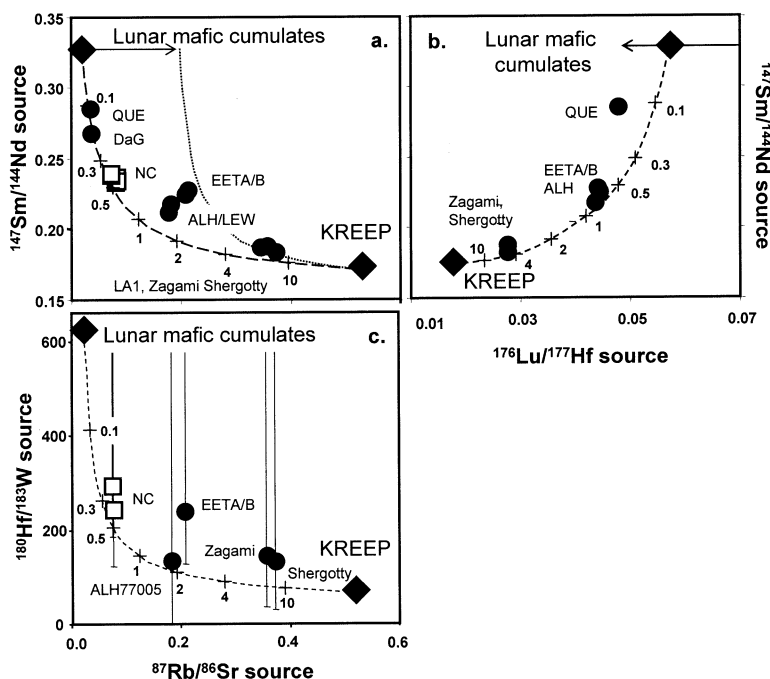 0.35
Lunar mafic cumulates
a.
0.30
0.1
QUE
DaG
0.25
0.3
NC
EETA/B
0.5
ALH/LEW
0.20
1
2
4
10
KREEP
LA1, Zagami Shergotty
0.15
147Sm/144Nd source
b.
Lunar mafic
cumulates
QUE
0.1
EETA/B
ALH
0.3
0.5
Zagami,
Shergotty
1
2
4
10
KREEP
0.01
0.03
0.05
0.07
176Lu/177Hf source
147Sm/144Nd source
600
Lunar mafic cumulates
c.
400
0.1
NC
EETA/B
0.3
200
0.5
Zagami
KREEP
Shergotty
1
2
4
10
ALH77005
0
0.0
0.2
0.4
0.6
180Hf/183W source
87Rb/86Sr source